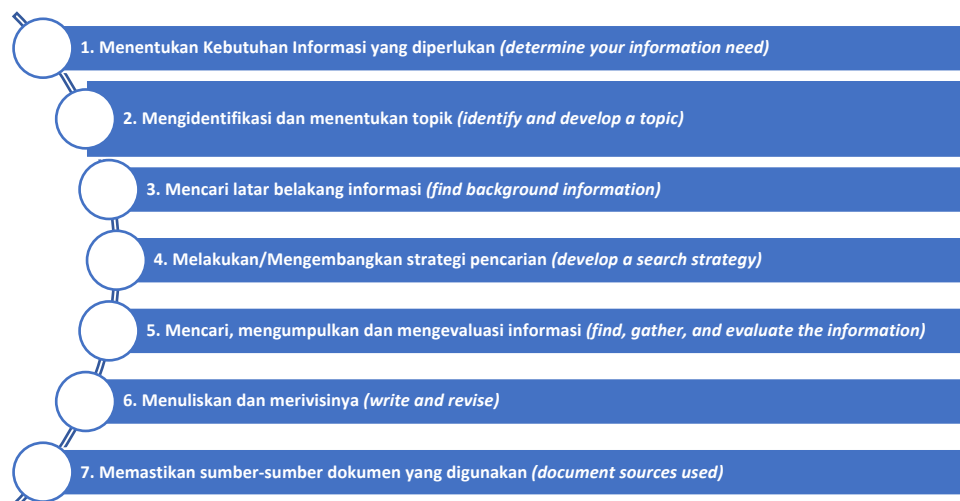 1. Menentukan Kebutuhan Informasi yang diperlukan (determine your information need)
2. Mengidentifikasi dan menentukan topik (identify and develop a topic)
3. Mencari latar belakang informasi (find background information)
4. Melakukan/Mengembangkan strategi pencarian (develop a search strategy)
5. Mencari, mengumpulkan dan mengevaluasi informasi (find, gather, and evaluate the information)
6. Menuliskan dan merivisinya (write and revise)
7. Memastikan sumber-sumber dokumen yang digunakan (document sources used)